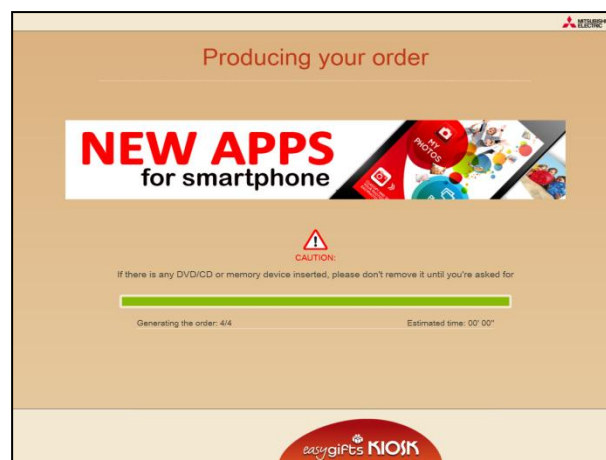 MITSUBISHI
ELECTRIC
Producing your order
NEW APPS
for smartphone
MY
PHOTOS
CAUTION:
If there is any DVD/CD or memory device inserted, please don't remove it until you're asked for
Generating the order: 4/4
Estimated time: 00' 00"
easygifts KIOSK